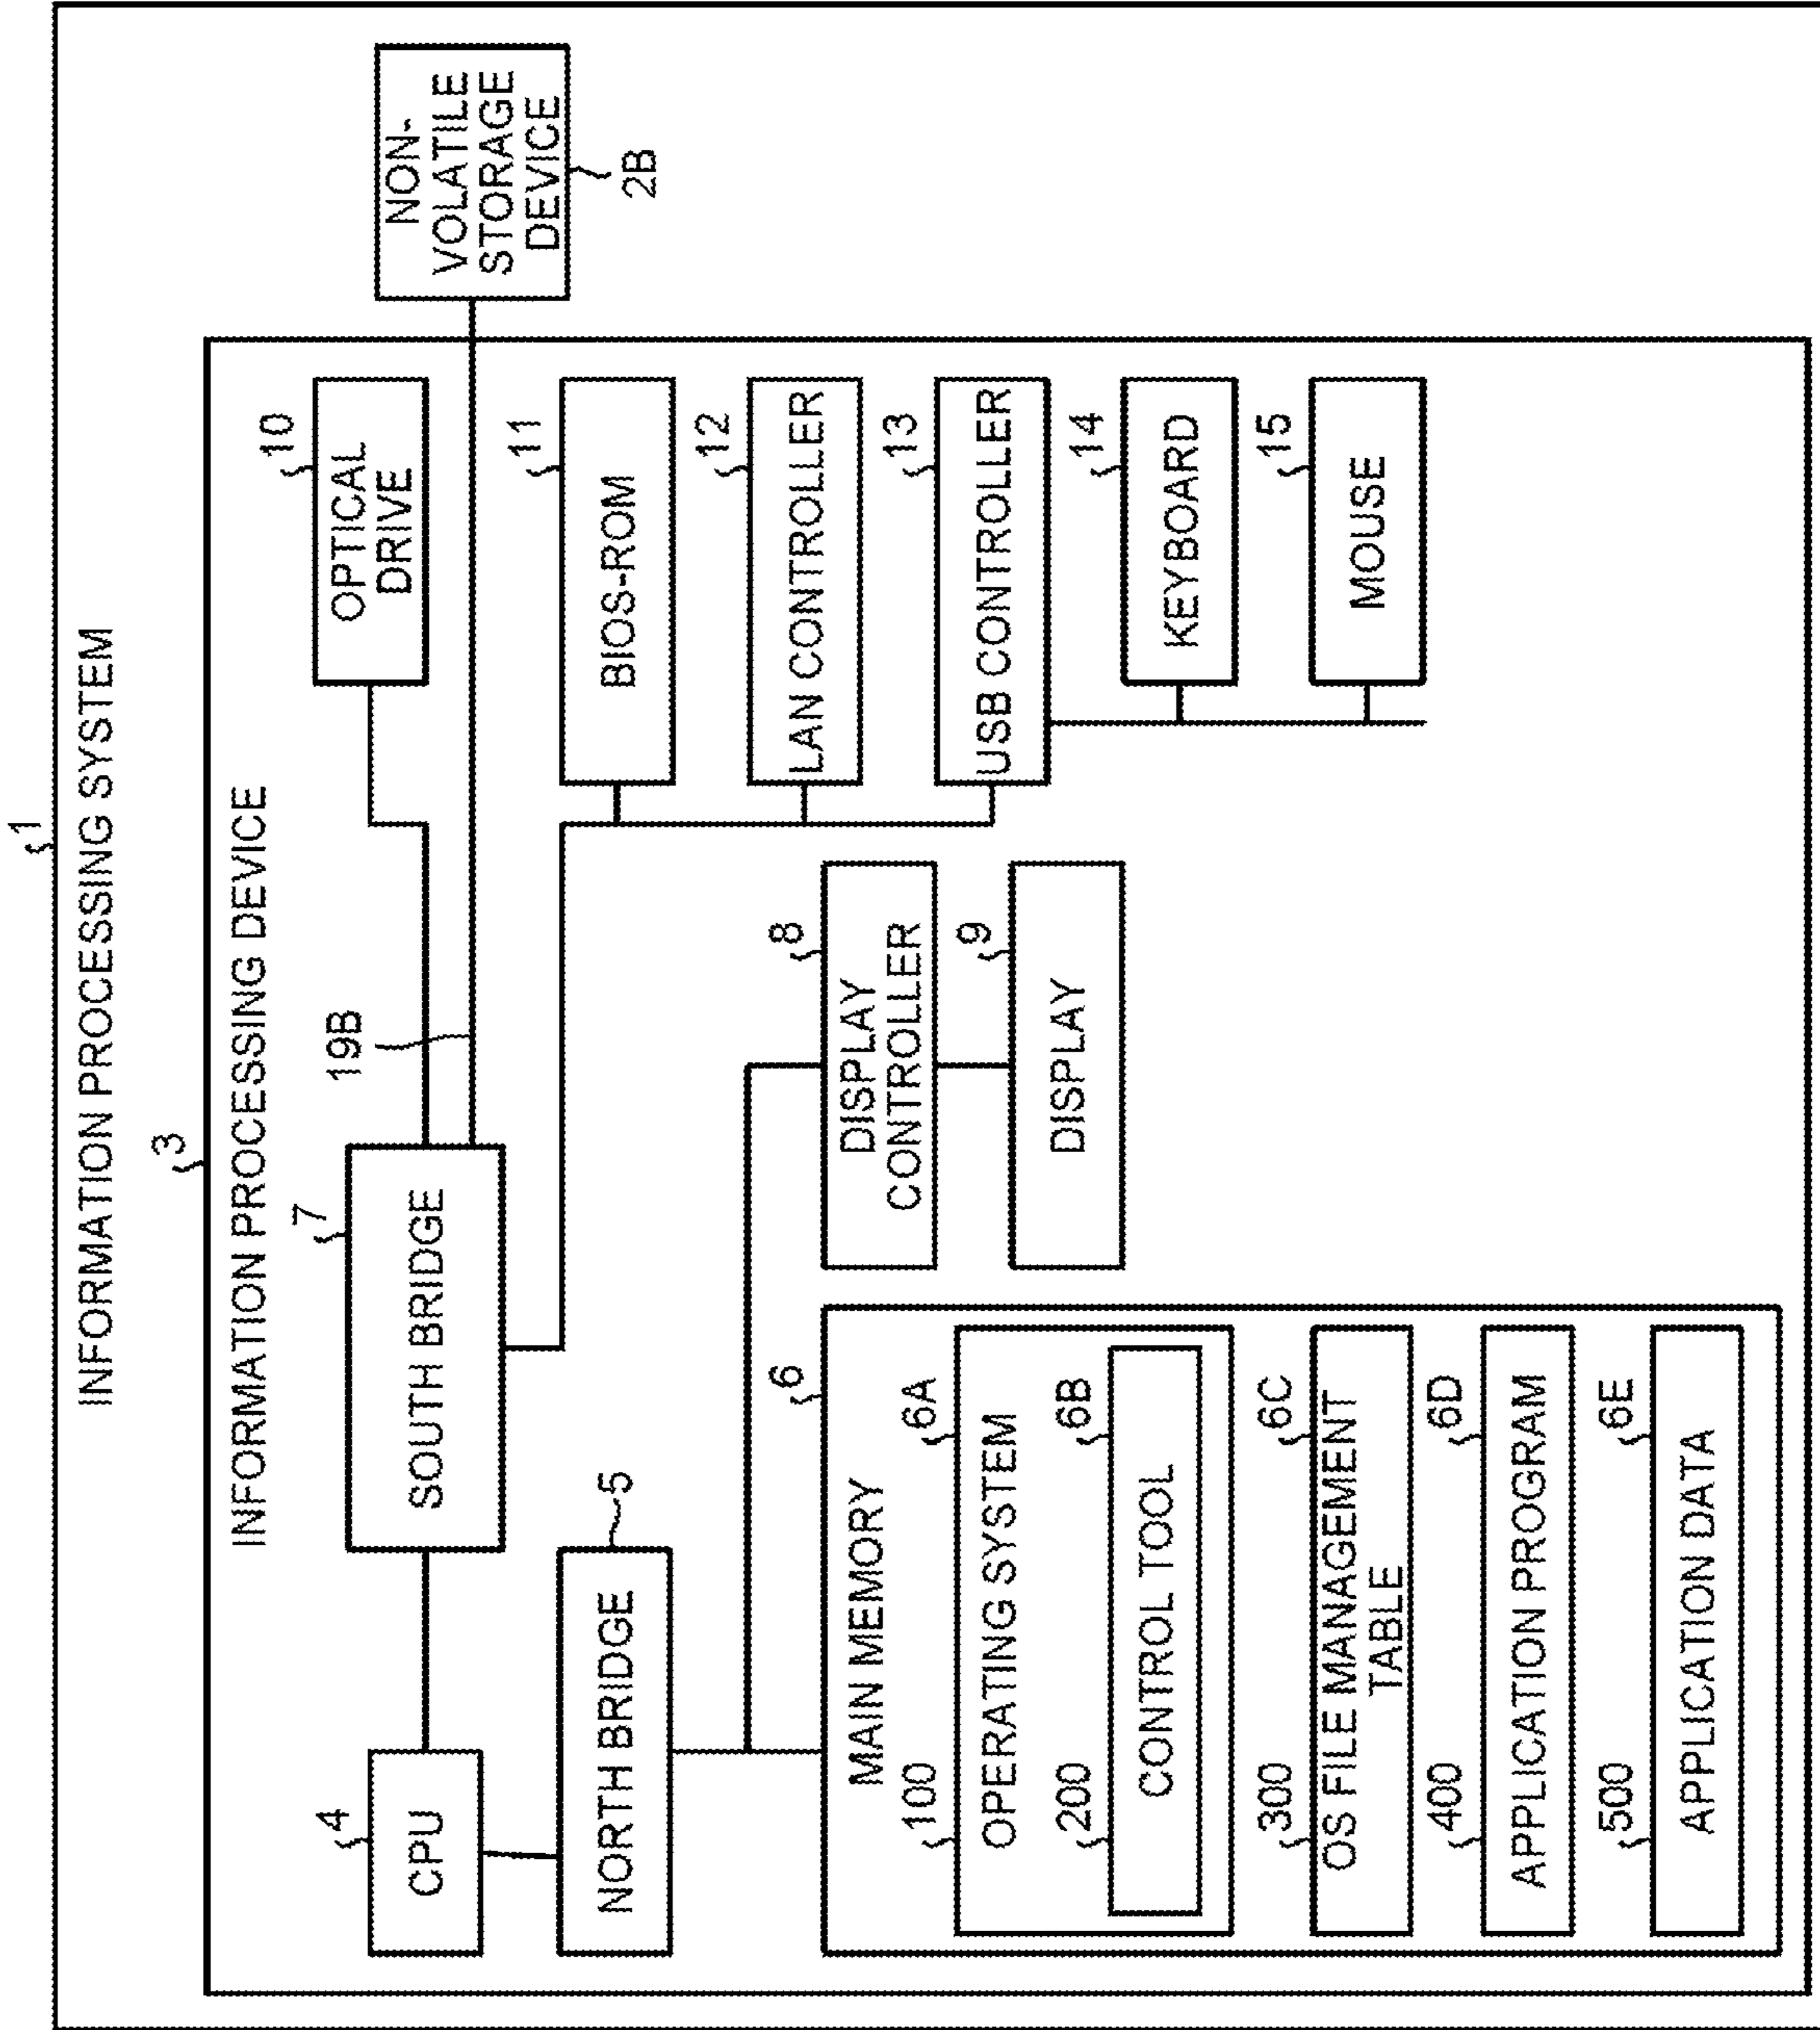 1
INFORMATION PROCESSING SYSTEM
3
INFORMATION PROCESSING DEVICE
4
CPU
7
SOUTH BRIDGE
19B
10
OPTICAL
DRIVE
NON-
VOLATILE
STORAGE
DEVICE
2B
NORTH BRIDGE
5
11
BIOS-ROM
12
LAN CONTROLLER
13
USB CONTROLLER
14
KEYBOARD
15
MOUSE
8
DISPLAY
CONTROLLER
9
DISPLAY
6
MAIN MEMORY
100
6A
OPERATING SYSTEM
200
6B
CONTROL TOOL
300
6C
OS FILE MANAGEMENT
TABLE
400
6D
APPLICATION PROGRAM
500
6E
APPLICATION DATA